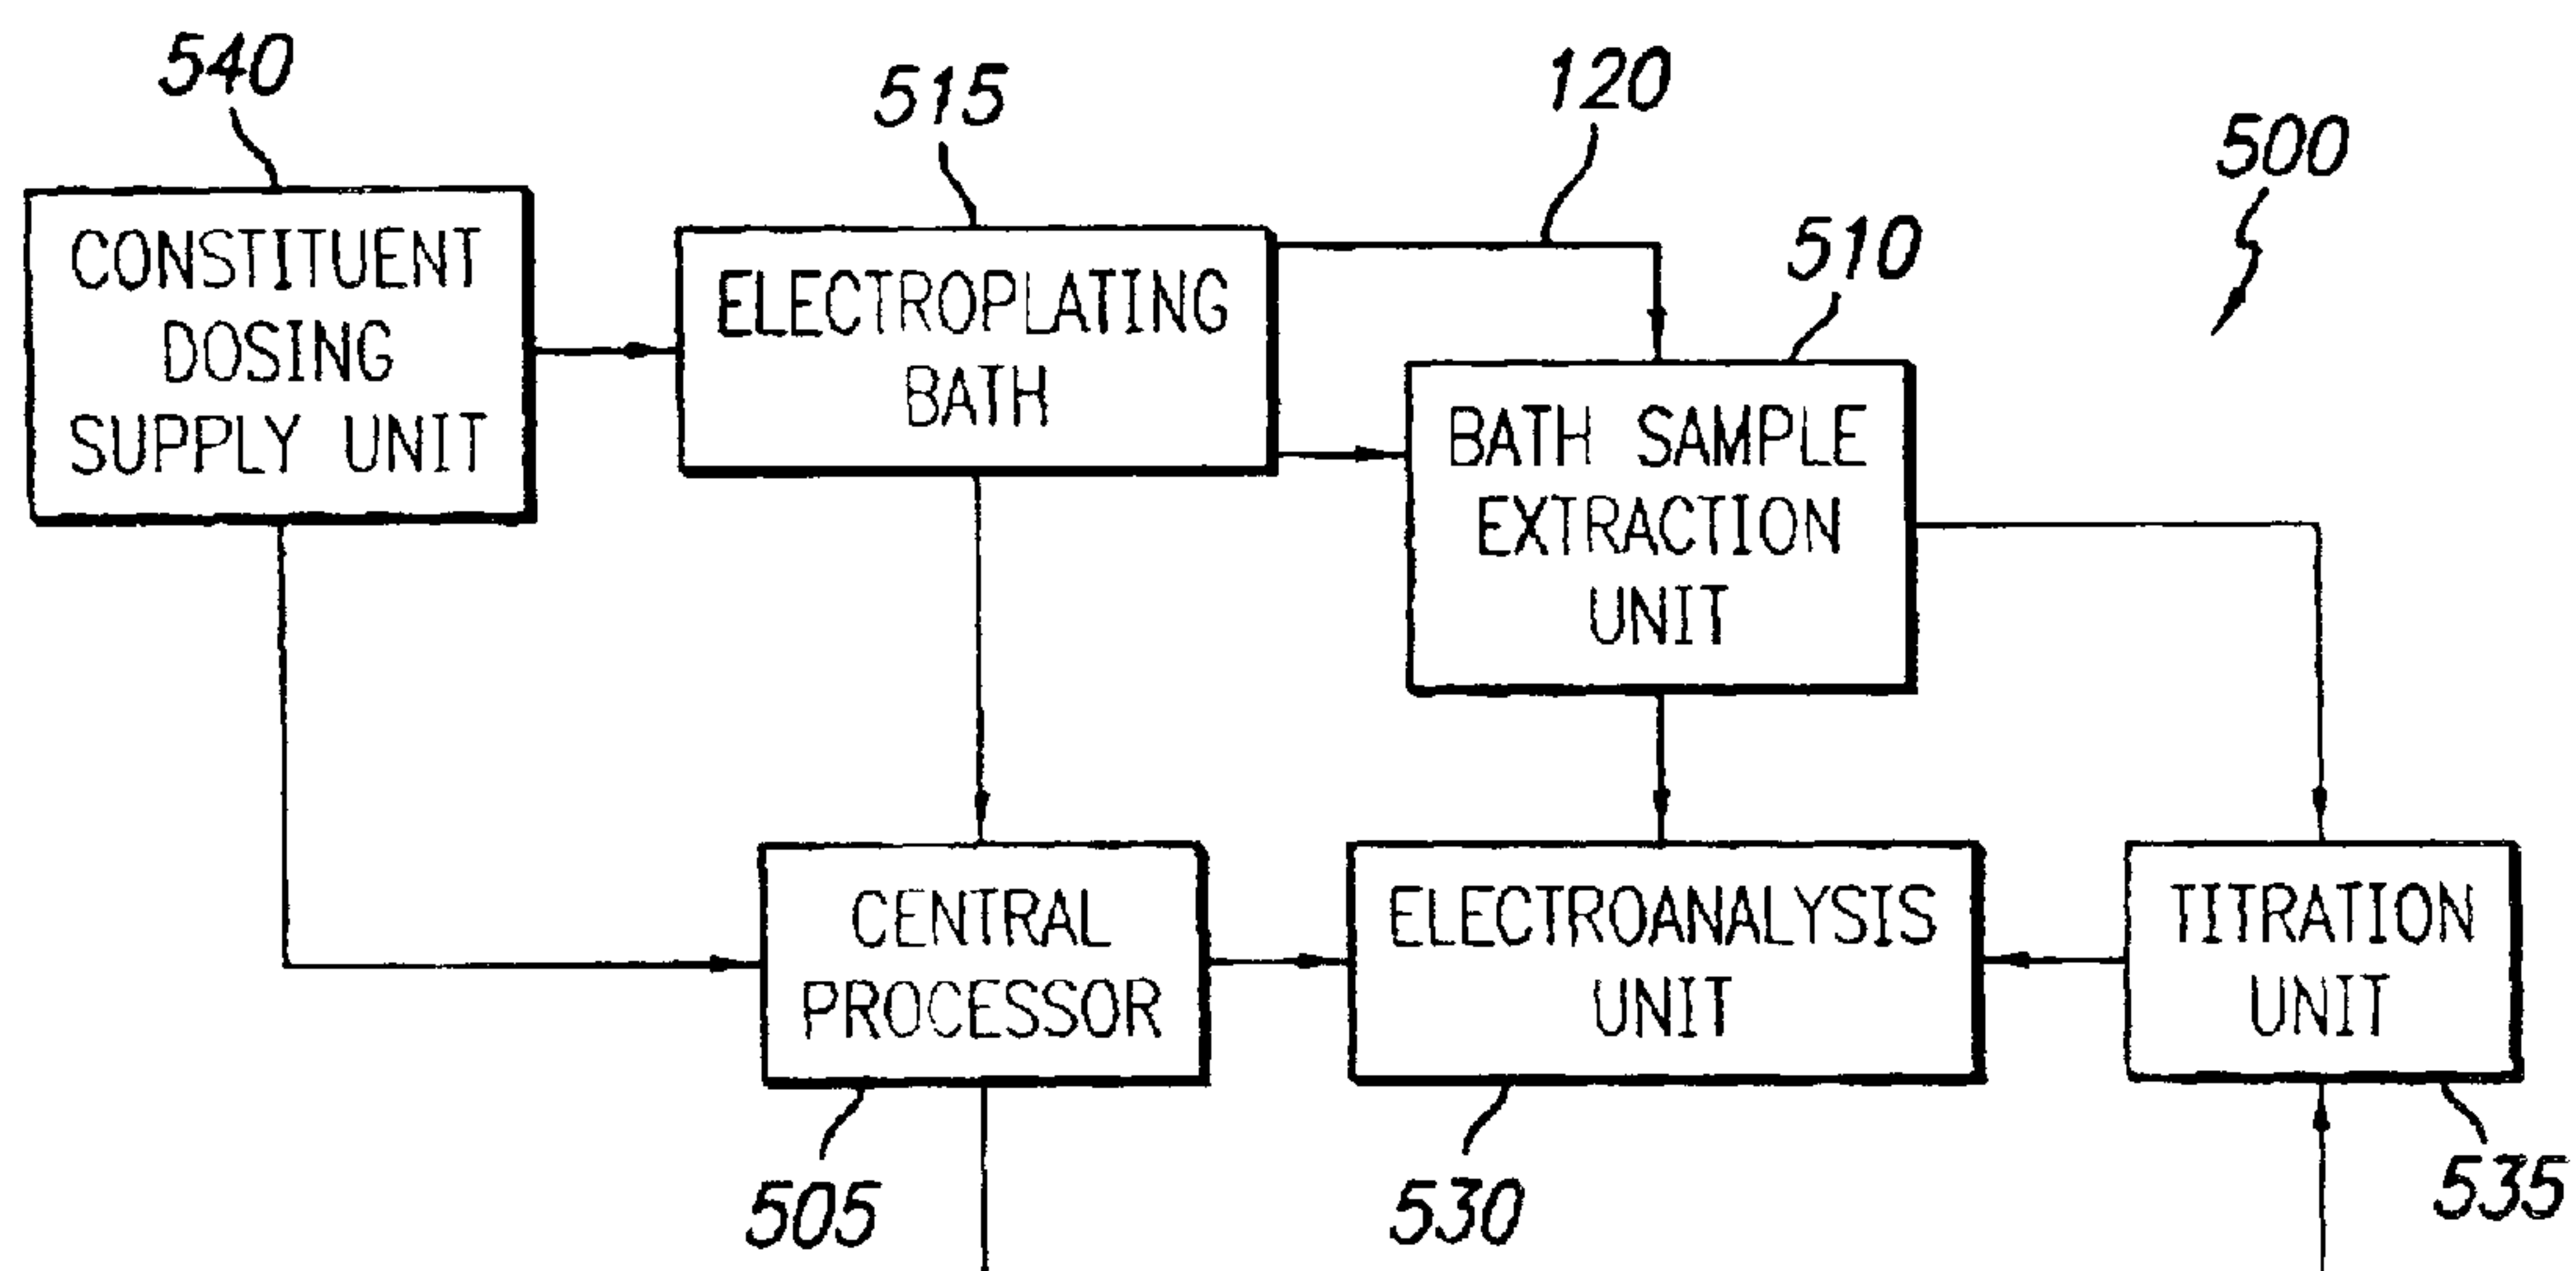 540
515
120
500
510
CONSTITUENT
DOSING
SUPPLY UNIT
ELECTROPLATING
BATH
BATH SAMPLE
EXTRACTION
UNIT
CENTRAL
PROCESSOR
ELECTROANALYSIS
UNIT
TITRATION
UNIT
505
530
535